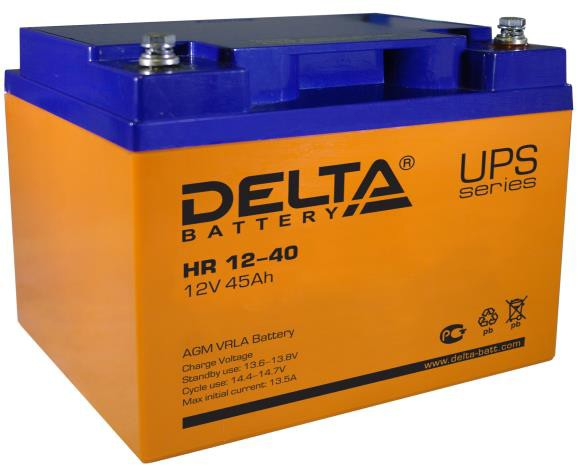 DELTA®
BATTERY
UPS
series
HR 12-40
12V 45Ah
AGM VRLA Battery
Charge Voltage
Standby use: 13.6-13.8V
Cycle use: 14.4-14.7V
Max initial current: 13.5A
PG
pb
pb
www.delta-batt.com